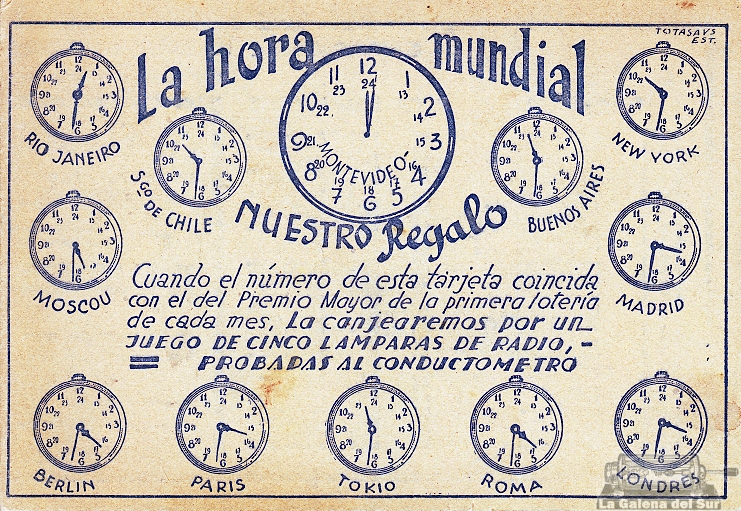 La hora mundial
TOTASAUS
EST.
RIO JANEIRO
SGO DE CHILE
MONTEVIDEO
BUENOS AIRES
NEW YORK
NUESTRO Regalo
MOSCOU
MADRID
Cuando el número de esta tarjeta coincida
con el del Premio Mayor de la primera lotería
de cada mes, La canjearemos por un
JUEGO DE CINCO LAMPARAS DE RADIO, -
= PROBADAS AL CONDUCTOMETRO
BERLIN
PARIS
TOKIO
ROMA
LONDRES
La Galena del Sur